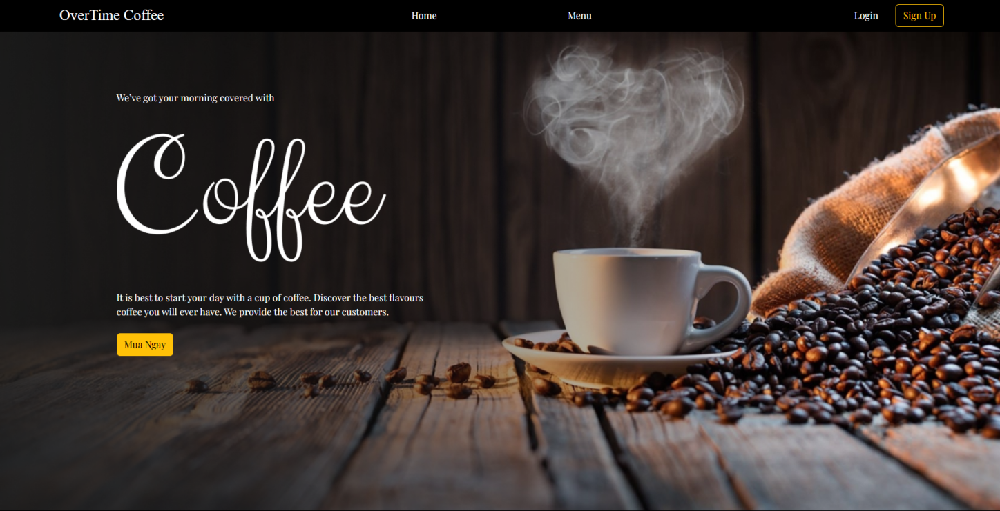 OverTime Coffee
Home
Menu
Login
Sign Up
We’ve got your morning covered with
Coffee
It is best to start your day with a cup of coffee. Discover the best flavours
coffee you will ever have. We provide the best for our customers.
Mua Ngay